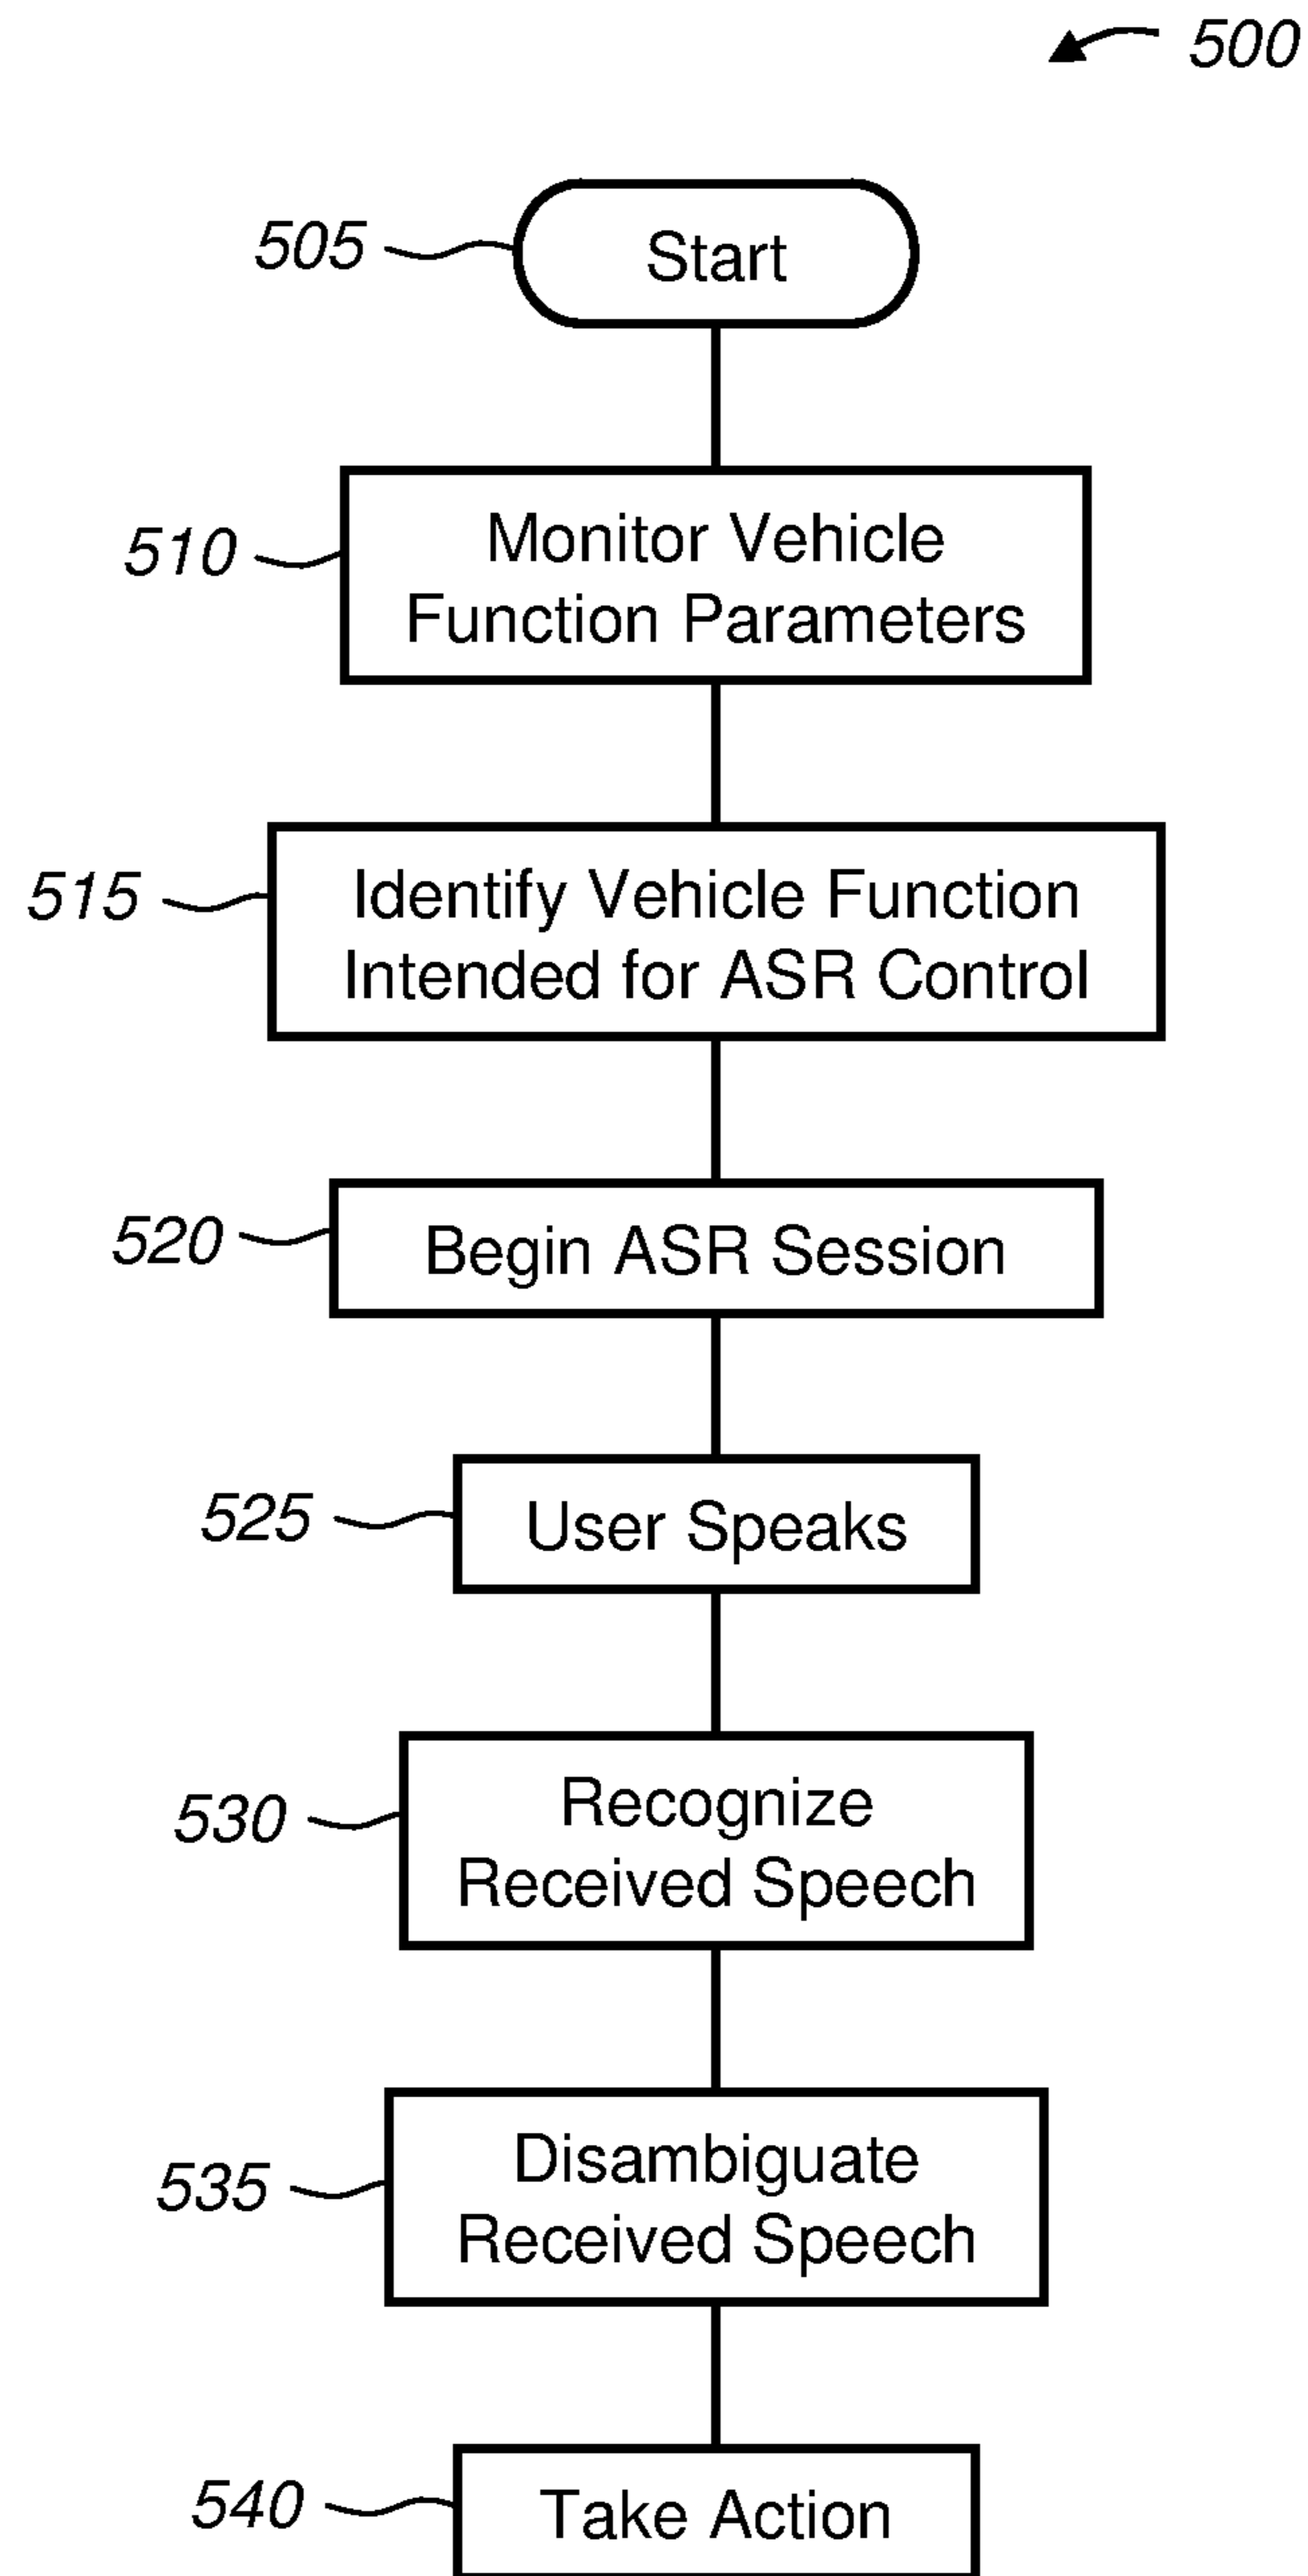 500
505
Start
510
Monitor Vehicle
Function Parameters
515
Identify Vehicle Function
Intended for ASR Control
520
Begin ASR Session
525
User Speaks
530
Recognize
Received Speech
535
Disambiguate
Received Speech
540
Take Action